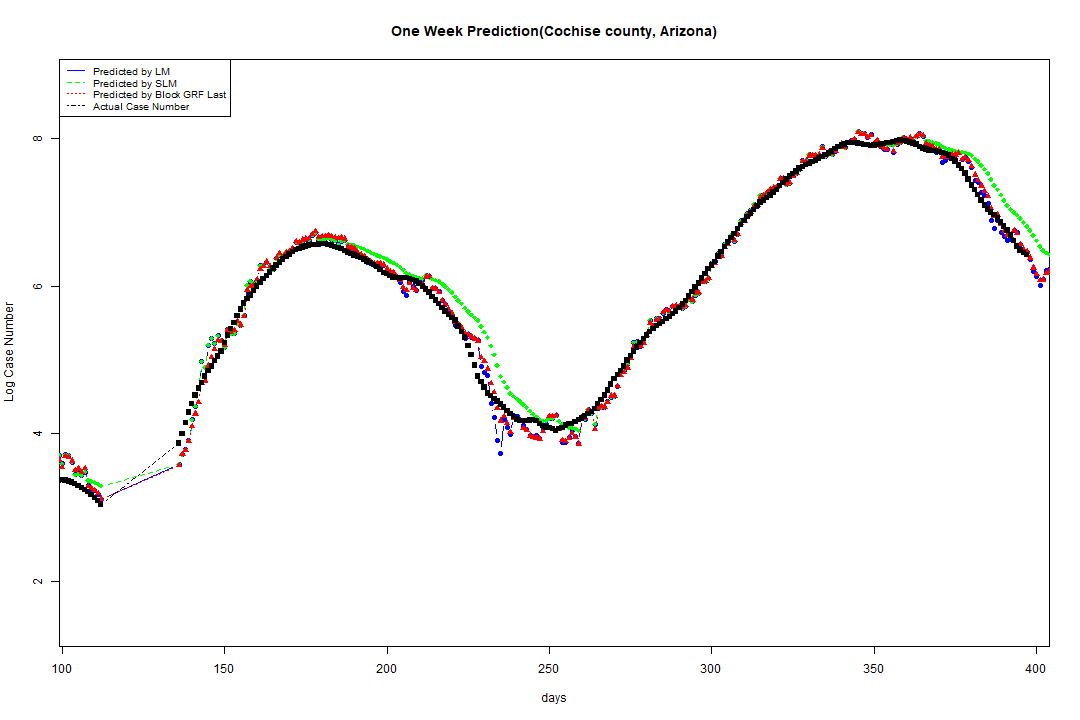 One Week Prediction(Cochise county, Arizona)
Predicted by LM
Predicted by SLM
Predicted by Block GRF Last
Actual Case Number
8
6
4
2
Log Case Number
100 150 200 250 300 350 400
days